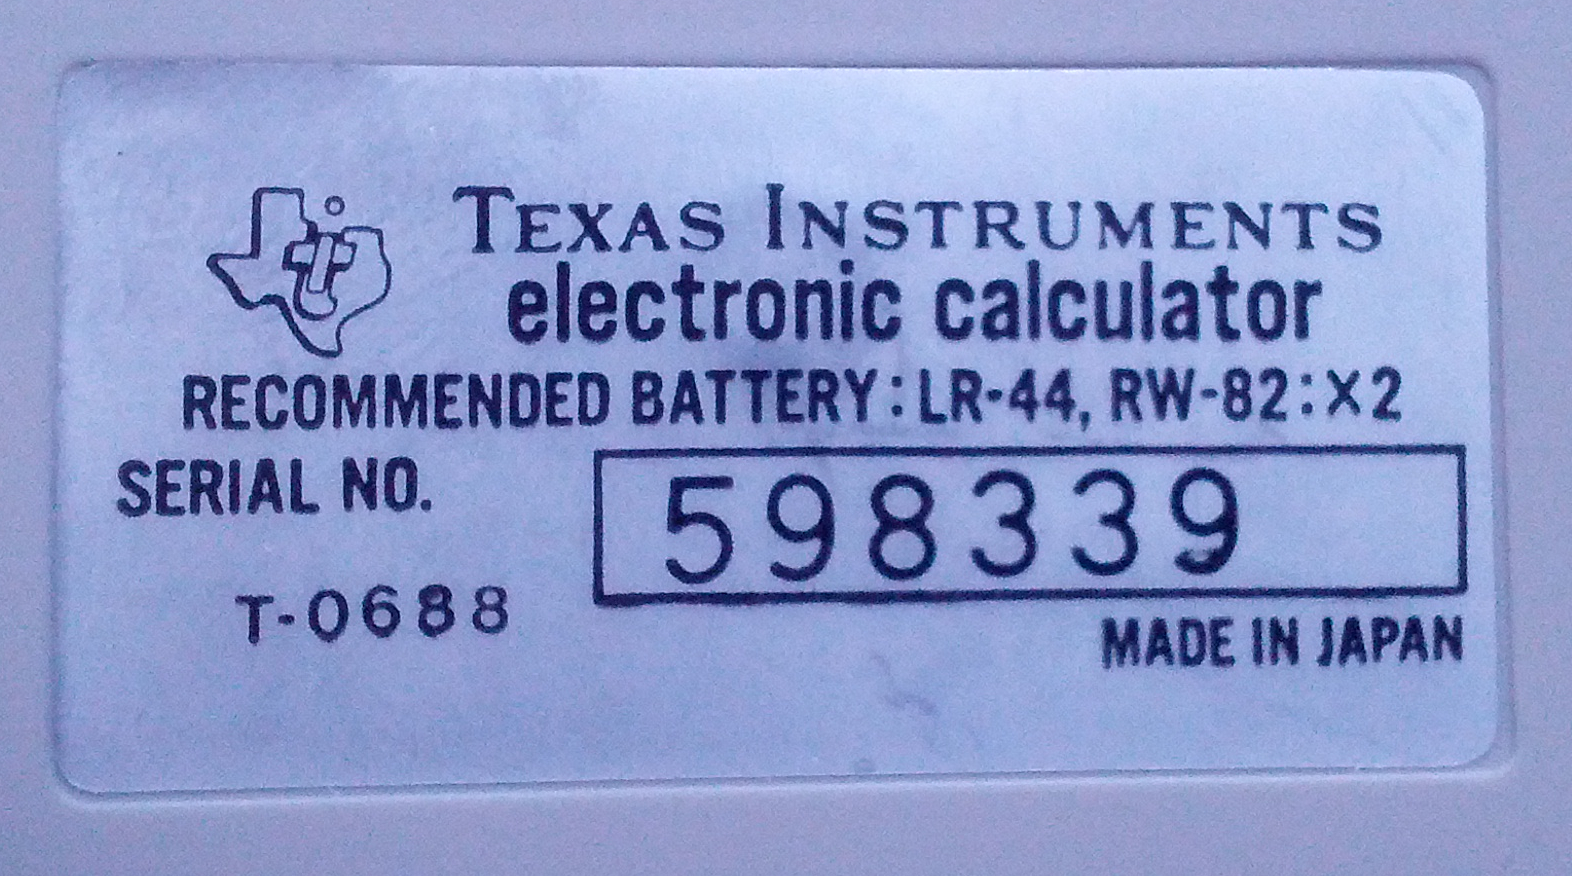 TEXAS INSTRUMENTS
electronic calculator
RECOMMENDED BATTERY: LR-44, RW-82: X2
SERIAL NO. 598339
T-0688
MADE IN JAPAN